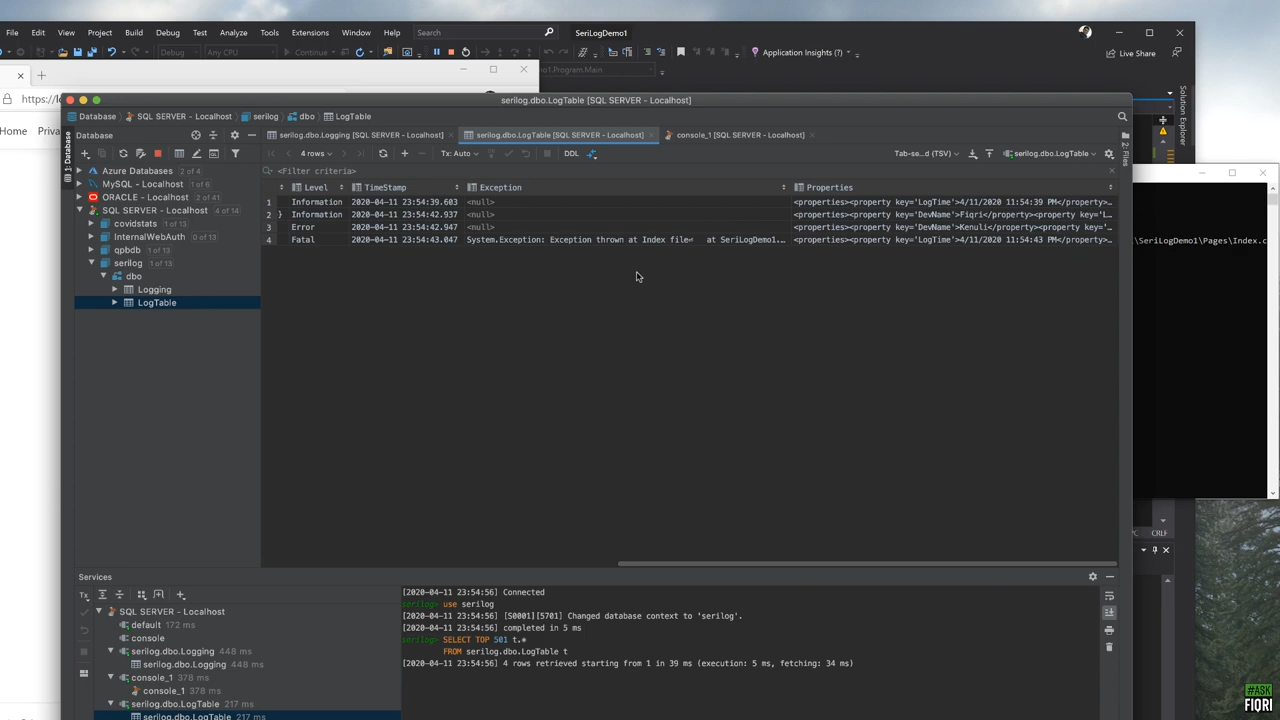 File Edit View Project Build Debug Test Analyze Tools Extensions Window Help Search SeriLogDemo1
Debug Any CPU Continue Application Insights (?) Live Share
https://l
Home Priva
serilog.dbo.LogTable [SQL SERVER - Localhost]
Database SQL SERVER - Localhost serilog dbo LogTable
1: Database
2: Files
Solution Explorer
Database
Azure Databases 2 of 4
MySQL - Localhost 1 of 6
ORACLE - Localhost 2 of 41
SQL SERVER - Localhost 4 of 14
covidstats 1 of 13
InternalWebAuth 0 of 13
qpbdb 1 of 13
serilog 1 of 13
dbo
Logging
LogTable
serilog.dbo.Logging [SQL SERVER - Localhost] serilog.dbo.LogTable [SQL SERVER - Localhost] console_1 [SQL SERVER - Localhost]
4 rows Tx: Auto DDL Tab-se...d (TSV) serilog.dbo.LogTable
<Filter criteria>
Level TimeStamp Exception Properties
1 Information 2020-04-11 23:54:39.603 <null> <properties><property key='LogTime'>4/11/2020 11:54:39 PM</property>…
2 } Information 2020-04-11 23:54:42.937 <null> <properties><property key='DevName'>Fiqri</property><property key='L…
3 Error 2020-04-11 23:54:42.947 <null> <properties><property key='DevName'>Kenuli</property><property key='…
4 Fatal 2020-04-11 23:54:43.047 System.Exception: Exception thrown at Index file↵ at SeriLogDemo1.… <properties><property key='LogTime'>4/11/2020 11:54:43 PM</property>…
\SeriLogDemo1\Pages\Index.c
CRLF
Services
Tx
SQL SERVER - Localhost
default 172 ms
console
serilog.dbo.Logging 448 ms
serilog.dbo.Logging 448 ms
console_1 378 ms
console_1 378 ms
serilog.dbo.LogTable 217 ms
serilog.dbo.LogTable 217 ms
[2020-04-11 23:54:56] Connected
serilog> use serilog
[2020-04-11 23:54:56] [S0001][5701] Changed database context to 'serilog'.
[2020-04-11 23:54:56] completed in 5 ms
serilog> SELECT TOP 501 t.*
FROM serilog.dbo.LogTable t
[2020-04-11 23:54:56] 4 rows retrieved starting from 1 in 39 ms (execution: 5 ms, fetching: 34 ms)
#ASK
FIQRI